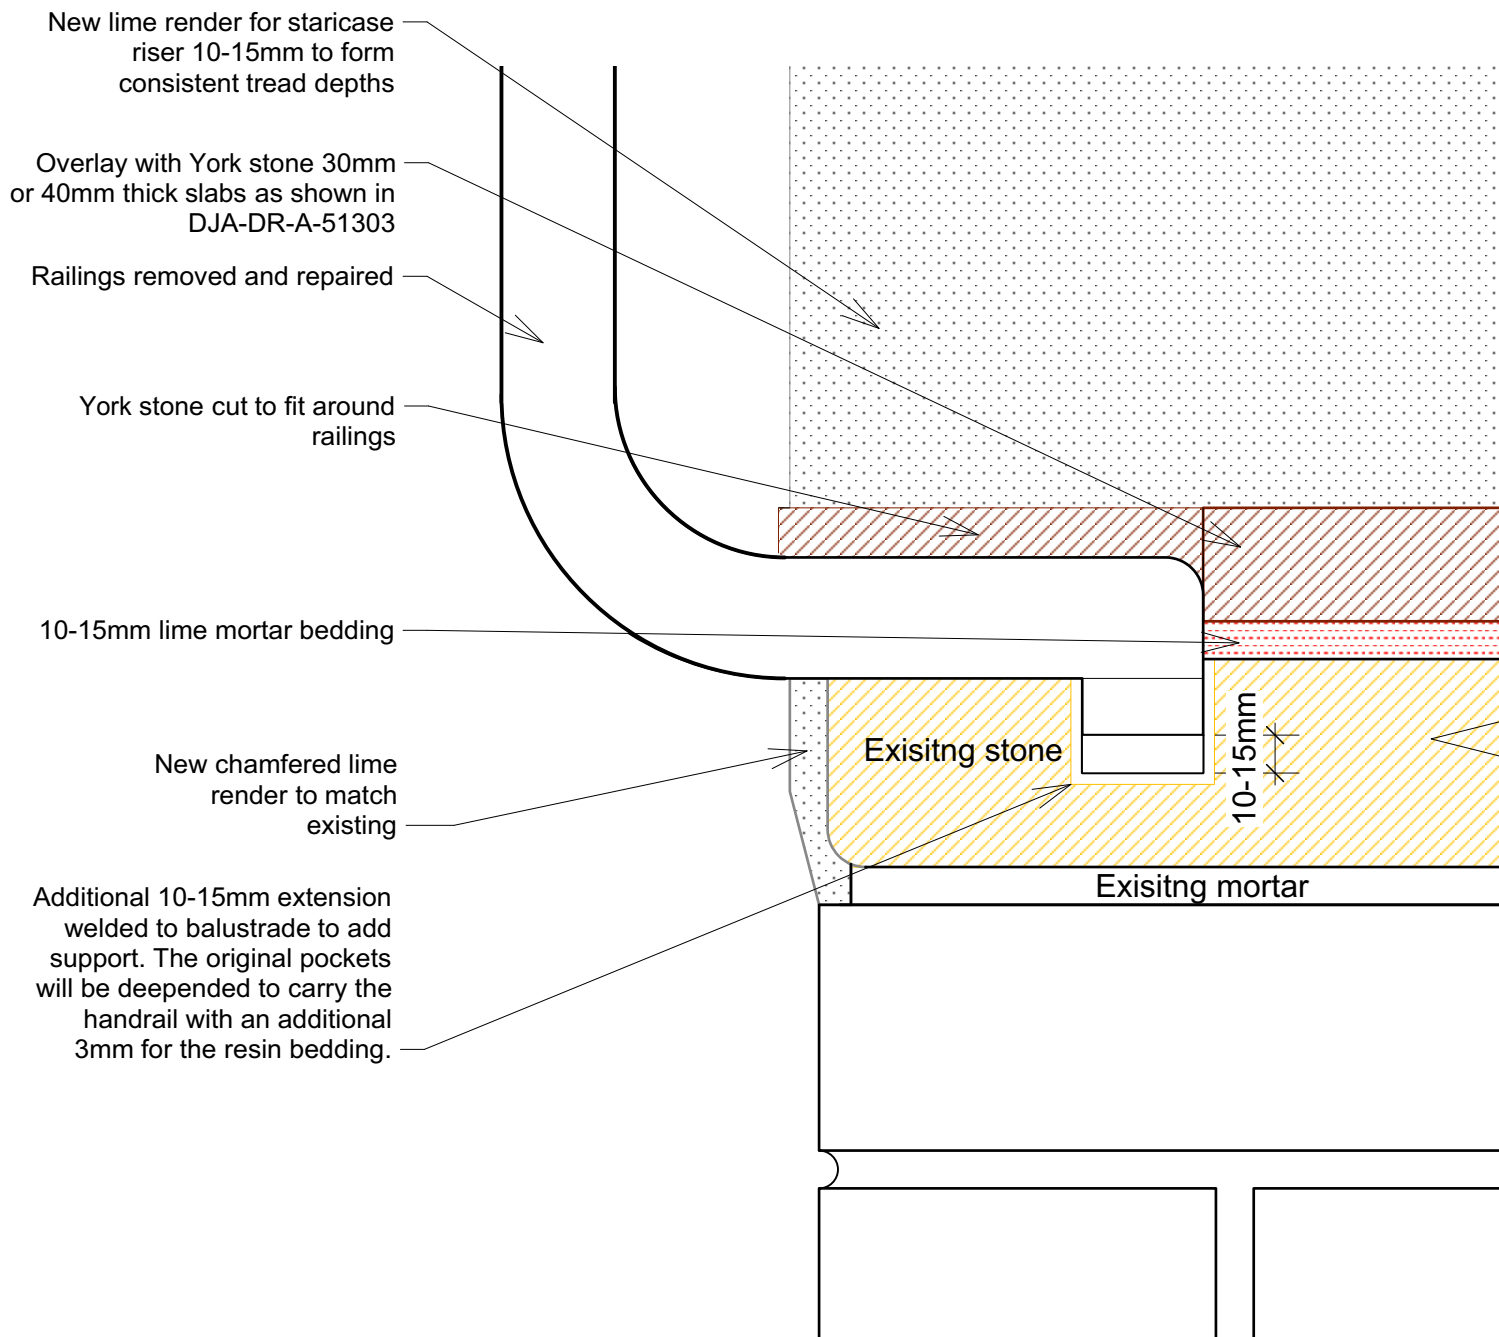 New lime render for staricase
riser 10-15mm to form
consistent tread depths
Overlay with York stone 30mm
or 40mm thick slabs as shown in
DJA-DR-A-51303
Railings removed and repaired
York stone cut to fit around
railings
10-15mm lime mortar bedding
Exisitng stone
10-15mm
New chamfered lime
render to match
existing
Exisitng mortar
Additional 10-15mm extension
welded to balustrade to add
support. The original pockets
will be deepended to carry the
handrail with an additional
3mm for the resin bedding.